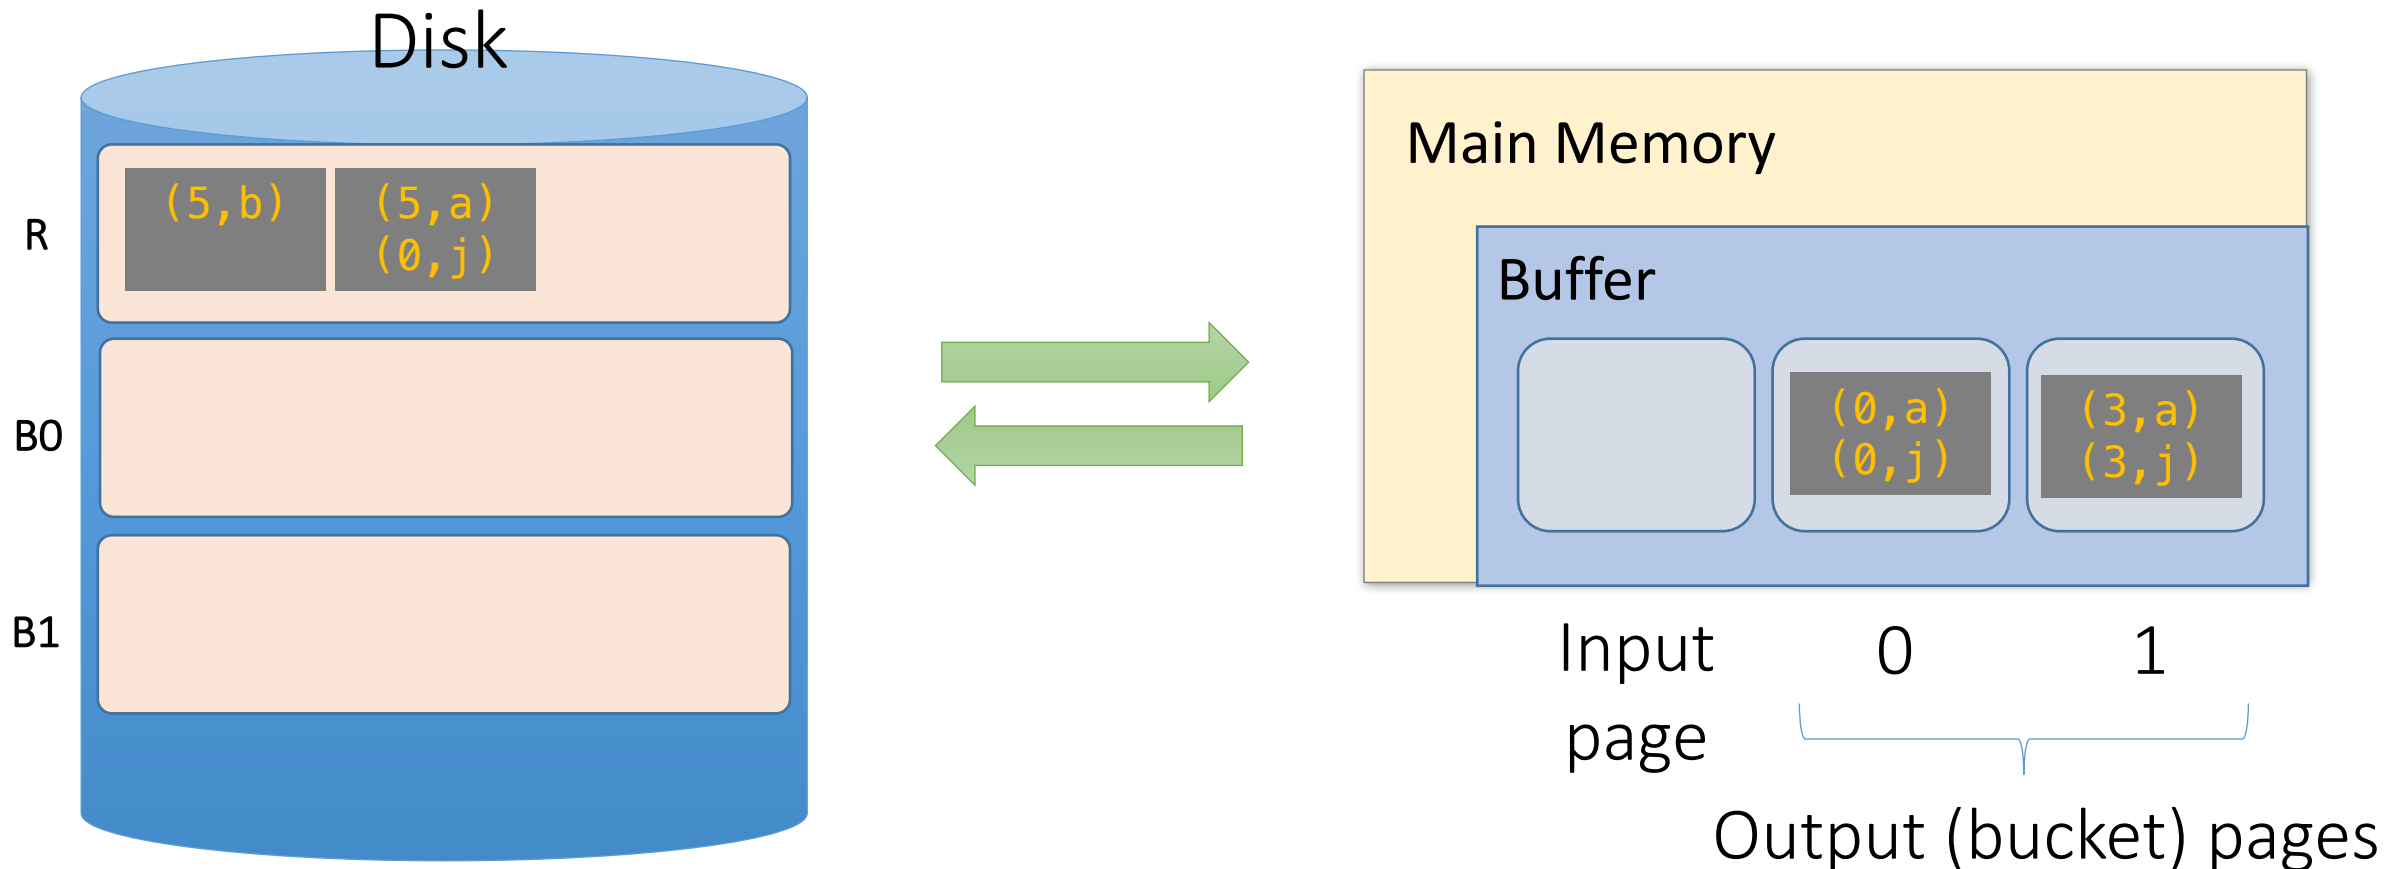 Disk
R
(5,b)
(5,a)
(0,j)
B0
B1
Main Memory
Buffer
(0,a)
(0,j)
(3,a)
(3,j)
Input
page
0
1
Output (bucket) pages